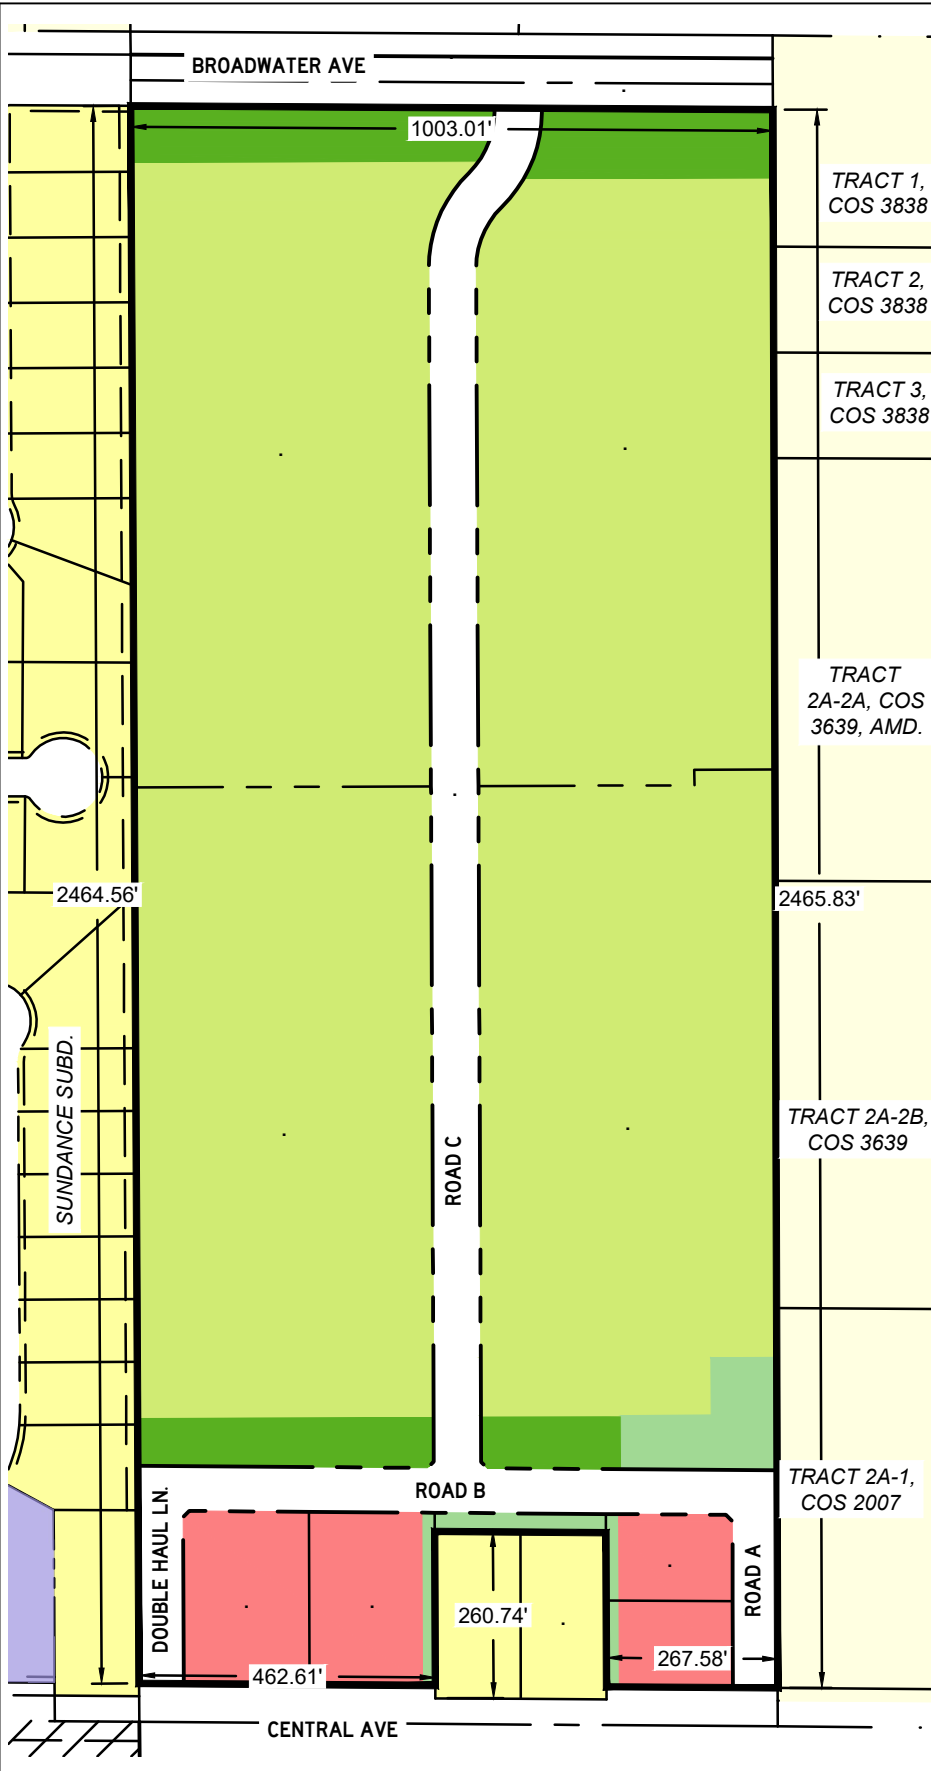 BROADWATER AVE
1003.01'
TRACT 1,
COS 3838
TRACT 2,
COS 3838
TRACT 3,
COS 3838
TRACT
2A-2A, COS
3639, AMD.
2464.56'
2465.83'
SUNDANCE SUBD.
ROAD C
TRACT 2A-2B,
COS 3639
TRACT 2A-1,
COS 2007
ROAD B
DOUBLE HAUL LN.
ROAD A
260.74'
267.58'
462.61'
CENTRAL AVE